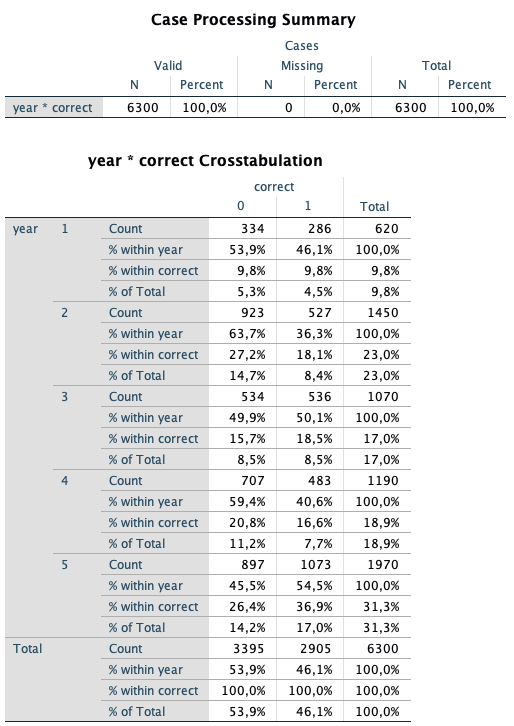 Case Processing Summary
Cases
Valid Missing Total
N Percent N Percent N Percent
year * correct 6300 100,0% 0 0,0% 6300 100,0%
year * correct Crosstabulation
correct
0 1 Total
year 1 Count 334 286 620
% within year 53,9% 46,1% 100,0%
% within correct 9,8% 9,8% 9,8%
% of Total 5,3% 4,5% 9,8%
2 Count 923 527 1450
% within year 63,7% 36,3% 100,0%
% within correct 27,2% 18,1% 23,0%
% of Total 14,7% 8,4% 23,0%
3 Count 534 536 1070
% within year 49,9% 50,1% 100,0%
% within correct 15,7% 18,5% 17,0%
% of Total 8,5% 8,5% 17,0%
4 Count 707 483 1190
% within year 59,4% 40,6% 100,0%
% within correct 20,8% 16,6% 18,9%
% of Total 11,2% 7,7% 18,9%
5 Count 897 1073 1970
% within year 45,5% 54,5% 100,0%
% within correct 26,4% 36,9% 31,3%
% of Total 14,2% 17,0% 31,3%
Total Count 3395 2905 6300
% within year 53,9% 46,1% 100,0%
% within correct 100,0% 100,0% 100,0%
% of Total 53,9% 46,1% 100,0%